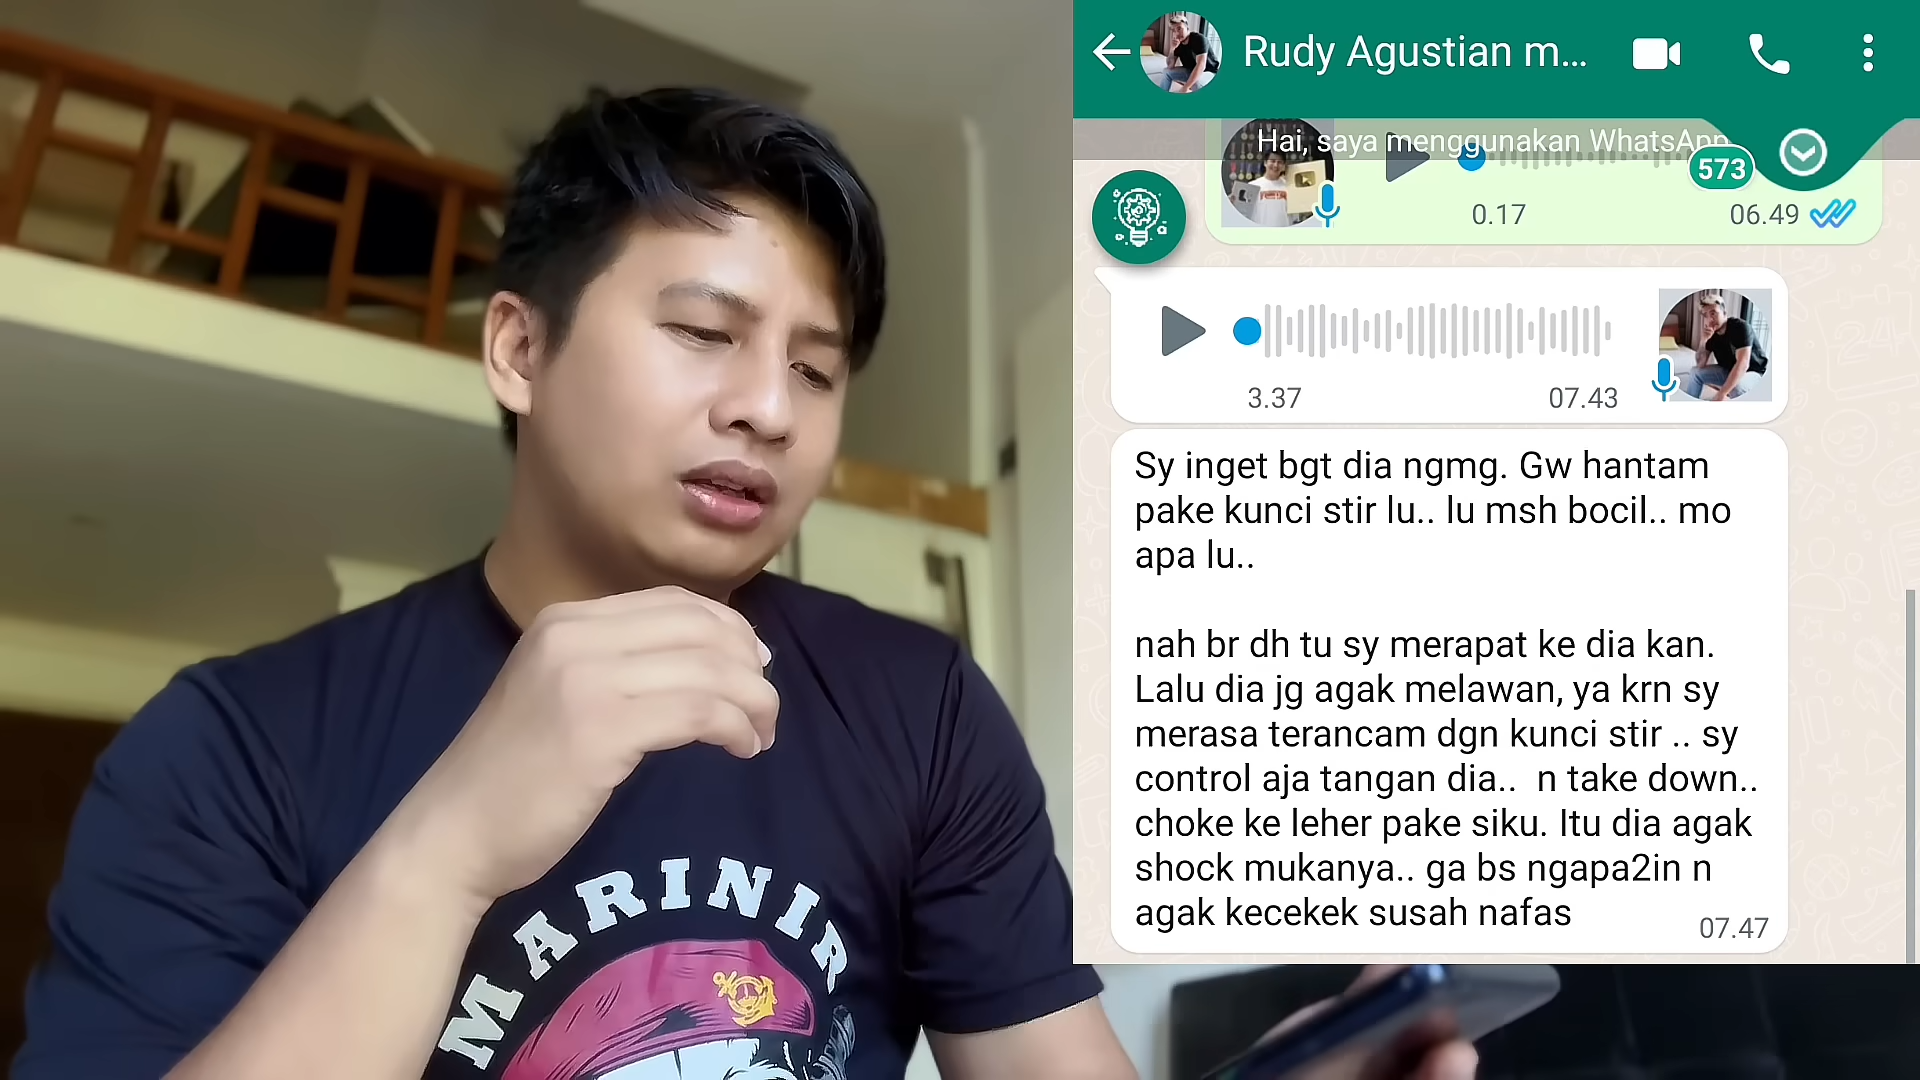 Rudy Agustian m...
Hai, saya menggunakan WhatsApp
573
0.17
06.49
3.37
07.43
Sy inget bgt dia ngmg. Gw hantam
pake kunci stir lu.. lu msh bocil.. mo
apa lu..
nah br dh tu sy merapat ke dia kan.
Lalu dia jg agak melawan, ya krn sy
merasa terancam dgn kunci stir .. sy
control aja tangan dia..  n take down..
choke ke leher pake siku. Itu dia agak
shock mukanya.. ga bs ngapa2in n
agak kecekek susah nafas
07.47
MARINIR